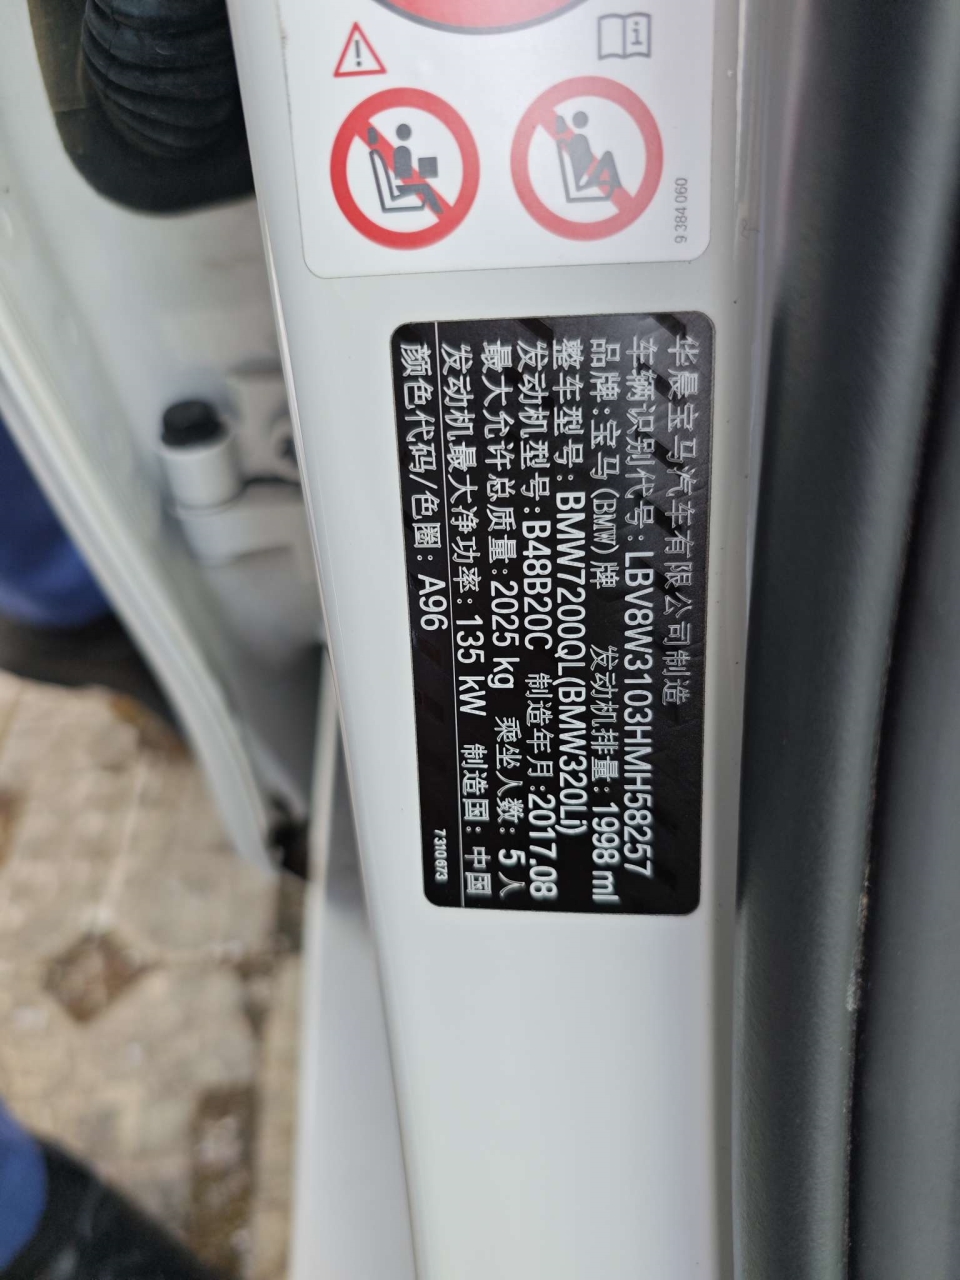 9 384 060
华晨宝马汽车有限公司制造
车辆识别代号：LBV8W3103HMH58257
品牌：宝马(BMW)牌 发动机排量：1998 ml
整车型号：BMW7200QL(BMW320Li)
发动机型号：B48B20C 制造年月：2017.08
最大允许总质量：2025 kg 乘坐人数：5人
发动机最大净功率：135 kW 制造国：中国
颜色代码/色圈：A96
7310673